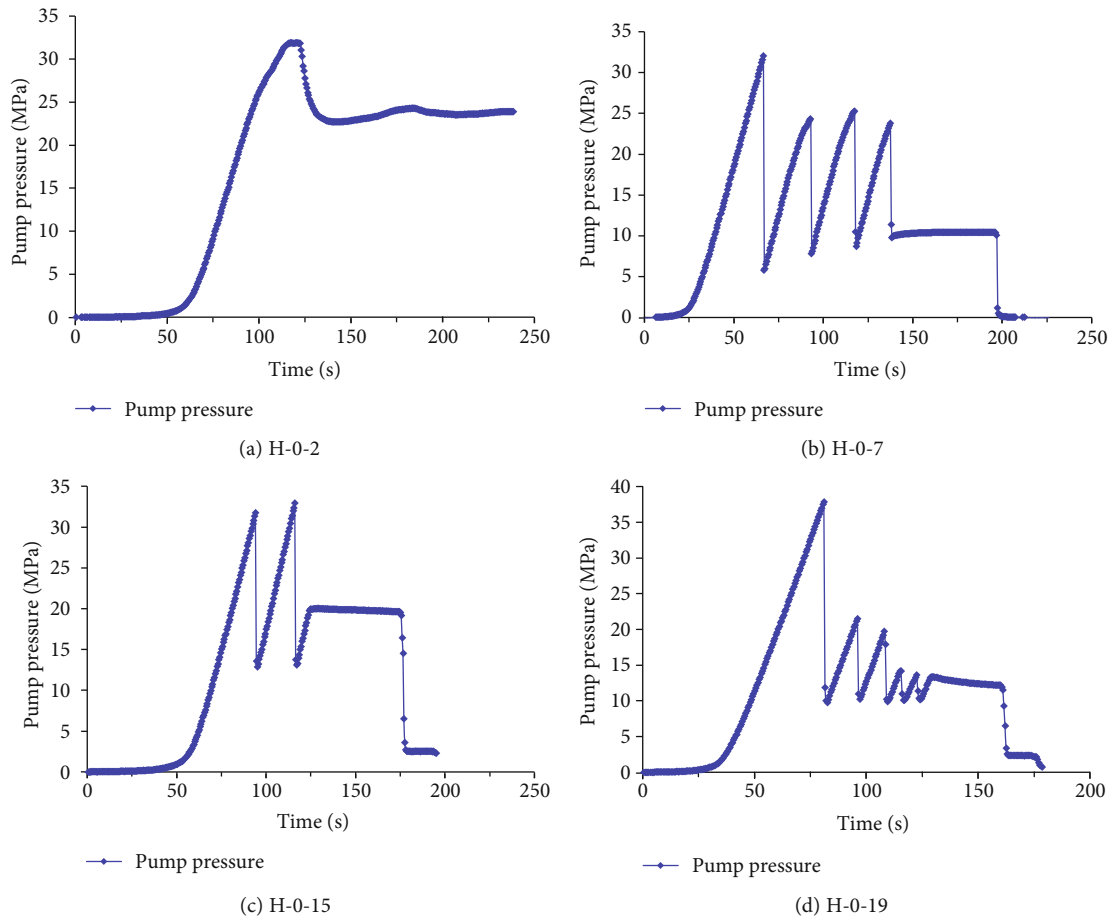 35
30
25
20
15
10
5
0
Pump pressure (MPa)
0 50 100 150 200 250
Time (s)
Pump pressure
(a) H-0-2
35
30
25
20
15
10
5
0
Pump pressure (MPa)
0 50 100 150 200 250
Time (s)
Pump pressure
(b) H-0-7
35
30
25
20
15
10
5
0
Pump pressure (MPa)
0 50 100 150 200 250
Time (s)
Pump pressure
(c) H-0-15
40
35
30
25
20
15
10
5
0
Pump pressure (MPa)
0 50 100 150 200
Time (s)
Pump pressure
(d) H-0-19